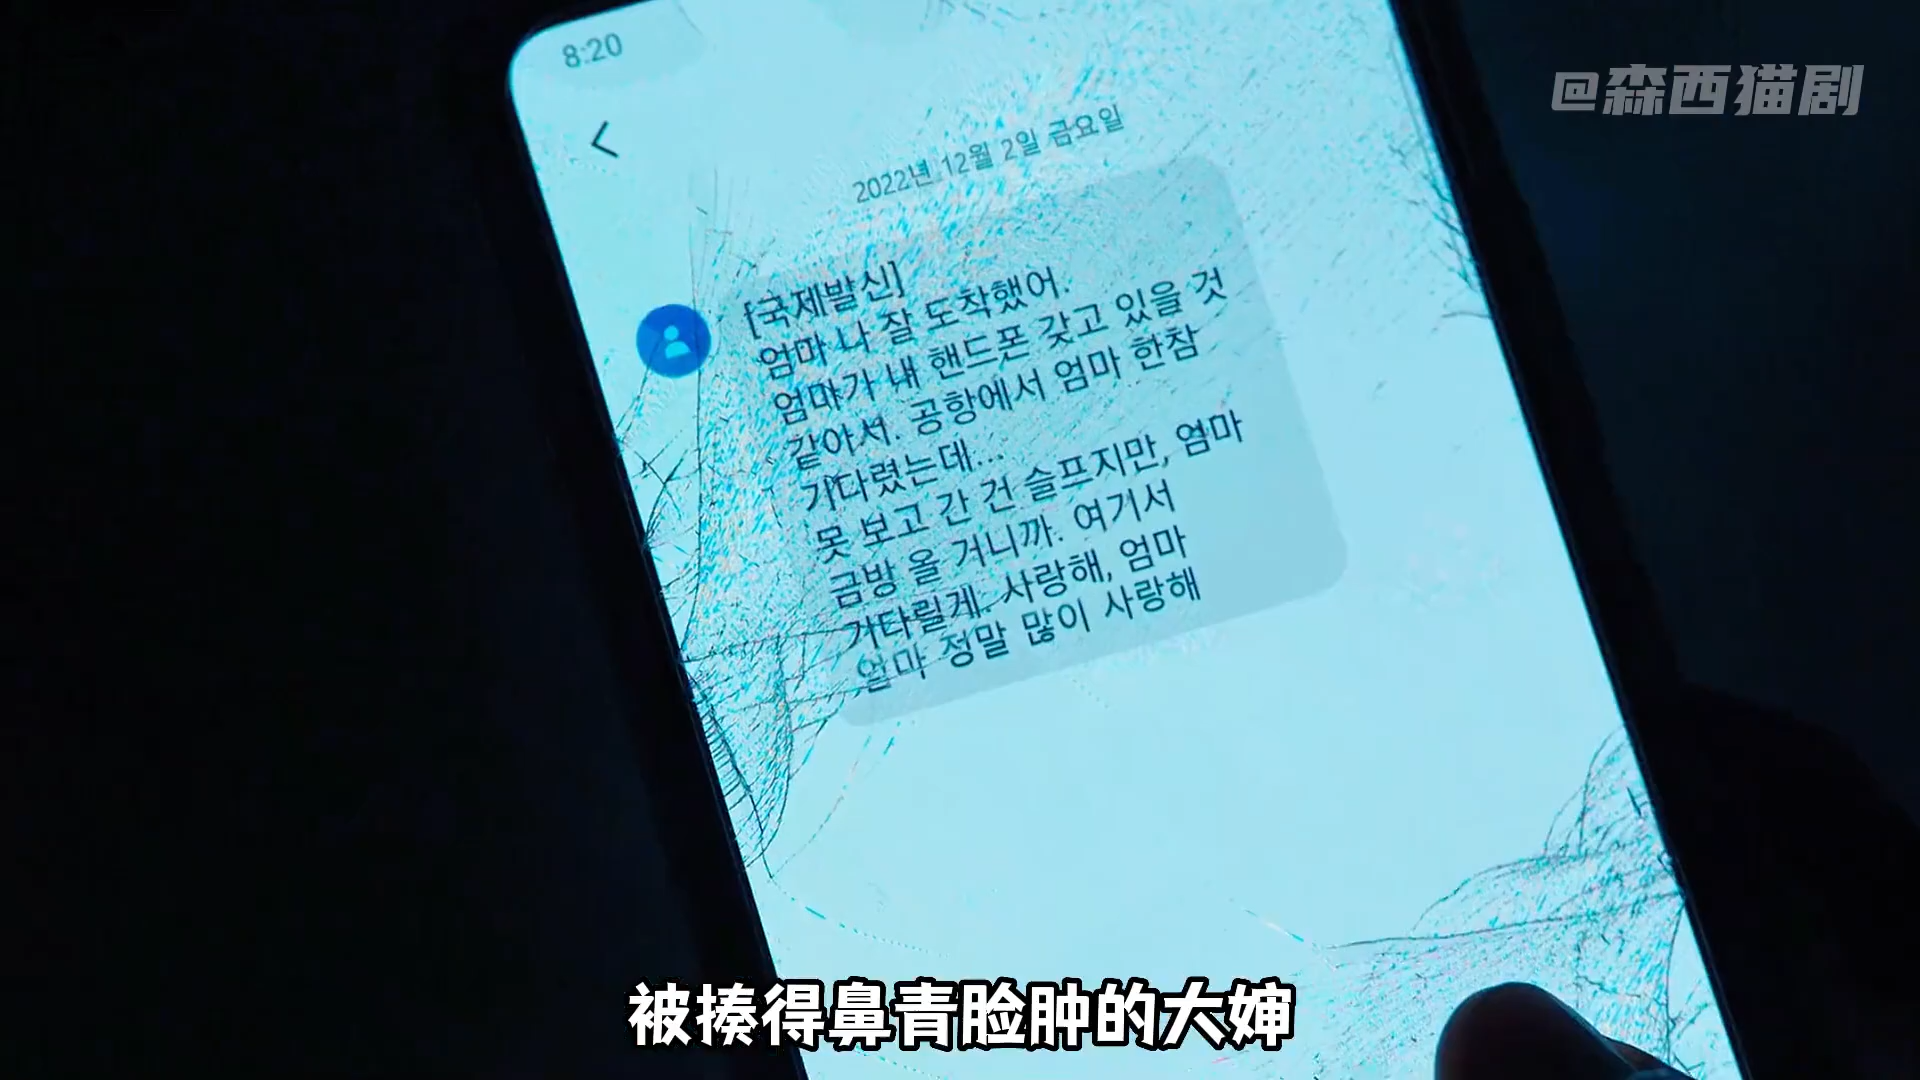 8:20
@森西猫剧
2022년 12월 2일 금요일
[국제발신]
엄마 나 잘 도착했어.
엄마가 내 핸드폰 갖고 있을 것
같아서. 공항에서 엄마 한참
기다렸는데...
못 보고 간 건 슬프지만, 엄마
금방 올 거니까. 여기서
기다릴게. 사랑해, 엄마
엄마 정말 많이 사랑해
被揍得鼻青脸肿的大婶